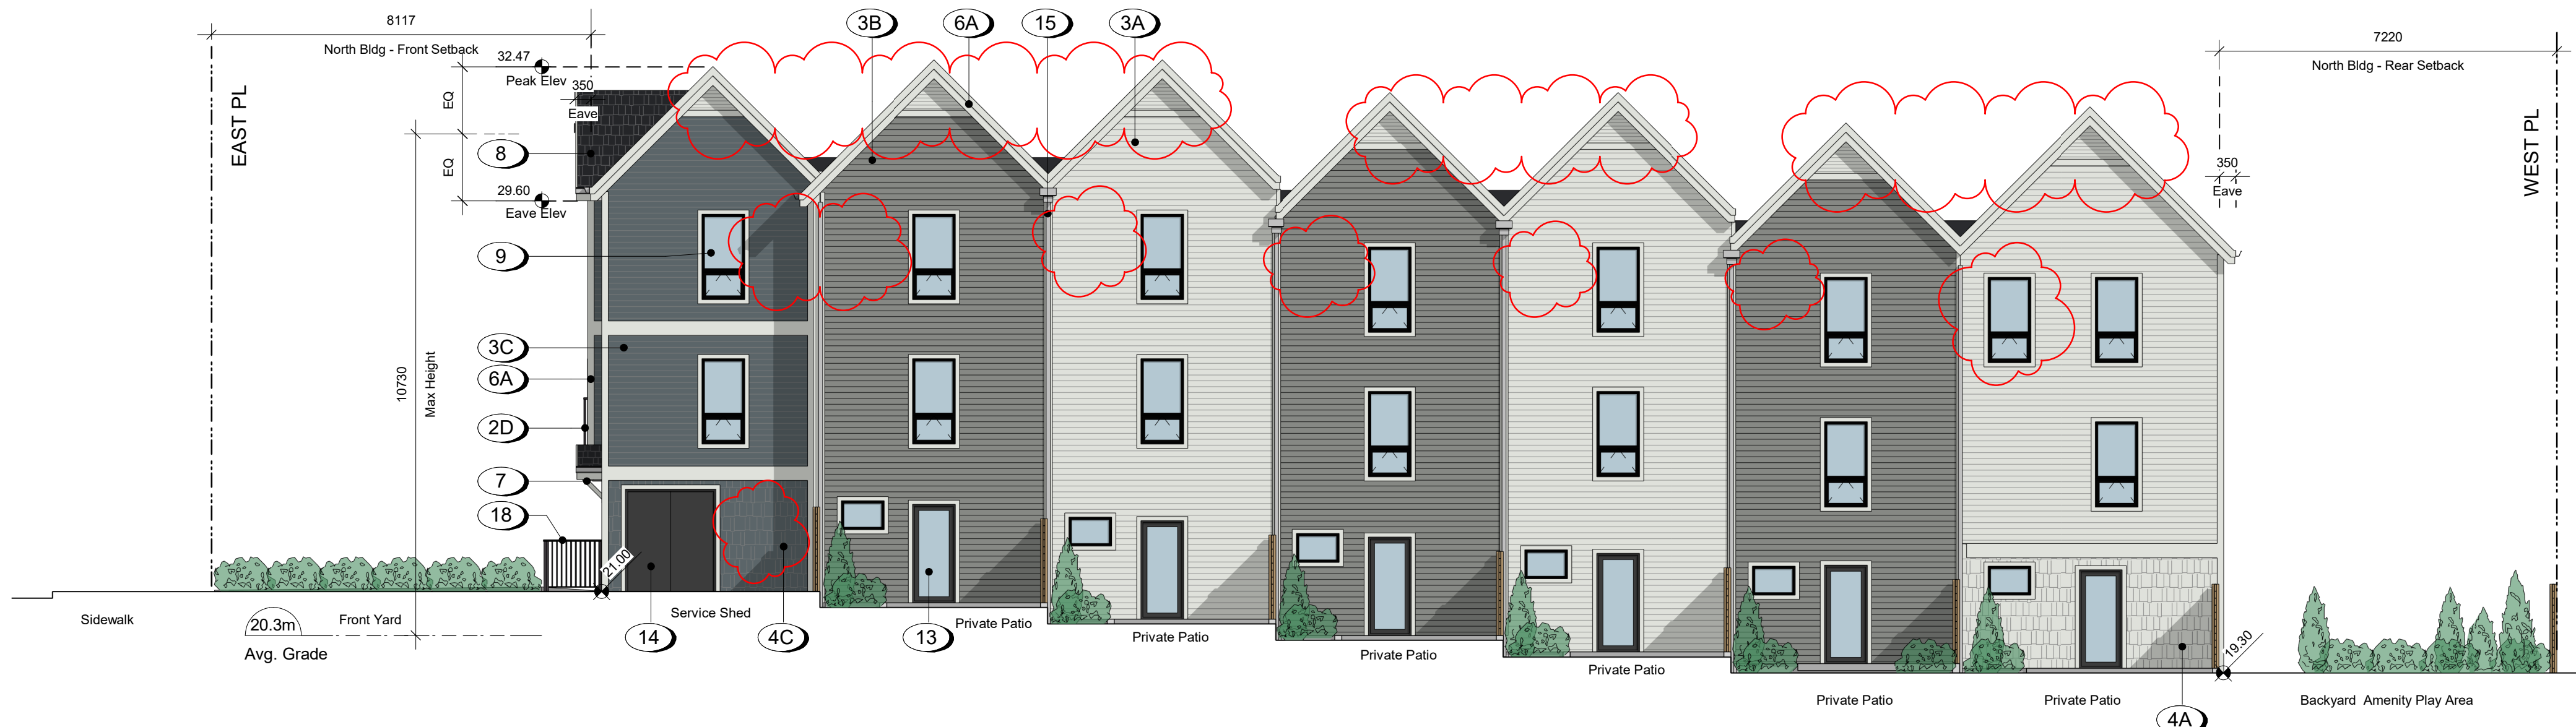 8117
North Bldg - Front Setback
3B
6A
15
3A
7220
North Bldg - Rear Setback
32.47
Peak Elev
350
Eave
EQ
EQ
EAST PL
WEST PL
8
350
Eave
29.60
Eave Elev
9
3C
6A
10730
Max Height
2D
7
18
21.00
Sidewalk
20.3m
Front Yard
Avg. Grade
Service Shed
14
4C
13
Private Patio
Private Patio
Private Patio
Private Patio
Private Patio
Private Patio
19.30
Backyard Amenity Play Area
4A